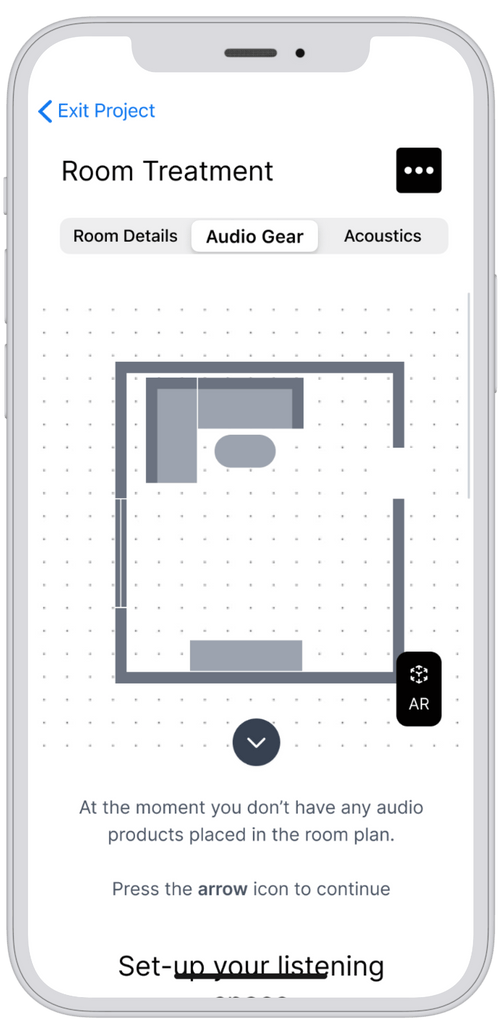 Exit Project
Room Treatment
Room Details
Audio Gear
Acoustics
AR
At the moment you don't have any audio
products placed in the room plan.
Press the arrow icon to continue
Set-up your listening